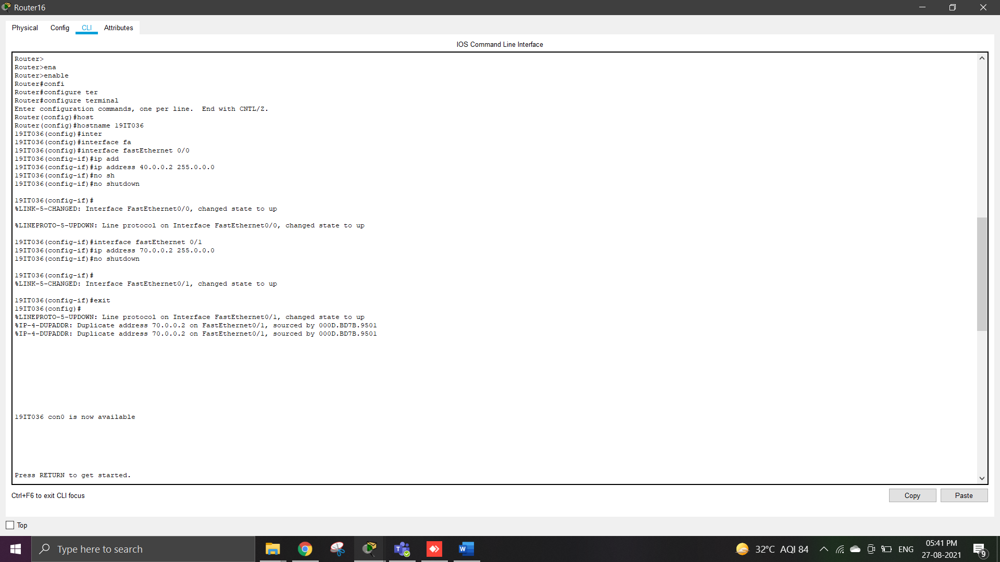 Router16
Physical Config CLI Attributes
IOS Command Line Interface
Router>
Router>ena
Router>enable
Router#confi
Router#configure ter
Router#configure terminal
Enter configuration commands, one per line.  End with CNTL/Z.
Router(config)#host
Router(config)#hostname 19IT036
19IT036(config)#inter
19IT036(config)#interface fa
19IT036(config)#interface fastEthernet 0/0
19IT036(config-if)#ip add
19IT036(config-if)#ip address 40.0.0.2 255.0.0.0
19IT036(config-if)#no sh
19IT036(config-if)#no shutdown
19IT036(config-if)#
%LINK-5-CHANGED: Interface FastEthernet0/0, changed state to up
%LINEPROTO-5-UPDOWN: Line protocol on Interface FastEthernet0/0, changed state to up
19IT036(config-if)#interface fastEthernet 0/1
19IT036(config-if)#ip address 70.0.0.2 255.0.0.0
19IT036(config-if)#no shutdown
19IT036(config-if)#
%LINK-5-CHANGED: Interface FastEthernet0/1, changed state to up
19IT036(config-if)#exit
19IT036(config)#
%LINEPROTO-5-UPDOWN: Line protocol on Interface FastEthernet0/1, changed state to up
%IP-4-DUPADDR: Duplicate address 70.0.0.2 on FastEthernet0/1, sourced by 000D.BD7B.9501
%IP-4-DUPADDR: Duplicate address 70.0.0.2 on FastEthernet0/1, sourced by 000D.BD7B.9501
19IT036 con0 is now available
Press RETURN to get started.
Ctrl+F6 to exit CLI focus
Copy Paste
Top
Type here to search
32°C AQI 84
ENG
05:41 PM
27-08-2021
9